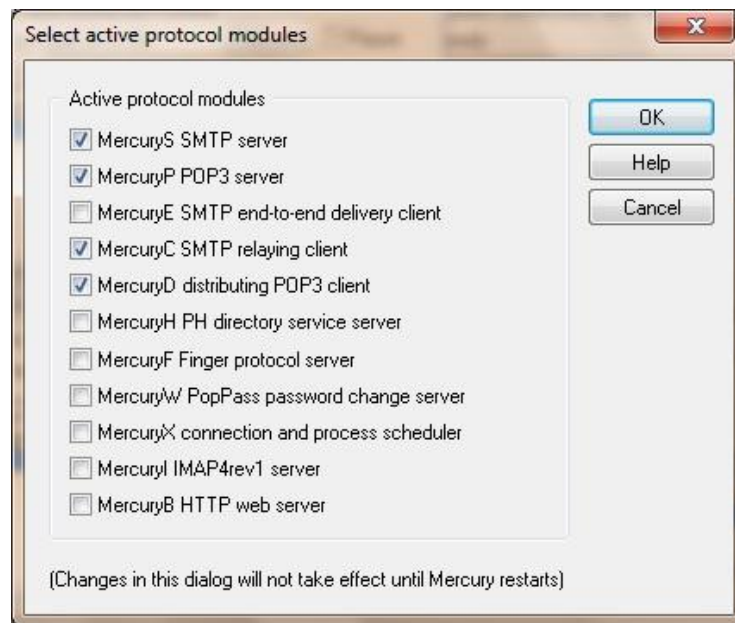 Select active protocol modules
Active protocol modules
MercuryS SMTP server
MercuryP POP3 server
MercuryE SMTP end-to-end delivery client
MercuryC SMTP relaying client
MercuryD distributing POP3 client
MercuryH PH directory service server
MercuryF Finger protocol server
MercuryW PopPass password change server
MercuryX connection and process scheduler
MercuryI IMAP4rev1 server
MercuryB HTTP web server
OK
Help
Cancel
(Changes in this dialog will not take effect until Mercury restarts)